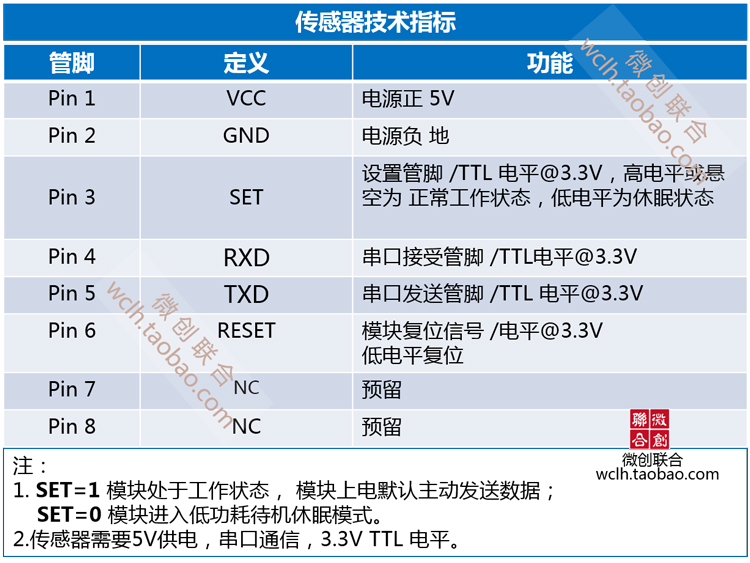 传感器技术指标
管脚 定义 功能
Pin 1 VCC 电源正 5V
Pin 2 GND 电源负 地
Pin 3 SET 设置管脚 /TTL 电平@3.3V，高电平或悬
空为 正常工作状态，低电平为休眠状态
Pin 4 RXD 串口接受管脚 /TTL电平@3.3V
Pin 5 TXD 串口发送管脚 /TTL 电平@3.3V
Pin 6 RESET 模块复位信号 /电平@3.3V
低电平复位
Pin 7 NC 预留
Pin 8 NC 预留
注：
1. SET=1 模块处于工作状态， 模块上电默认主动发送数据；
SET=0 模块进入低功耗待机休眠模式。
2.传感器需要5V供电，串口通信，3.3V TTL 电平。
聯微
合創
微创联合
wclh.taobao.com
微创联合
wclh.taobao.com
微创联合
wclh.taobao.com